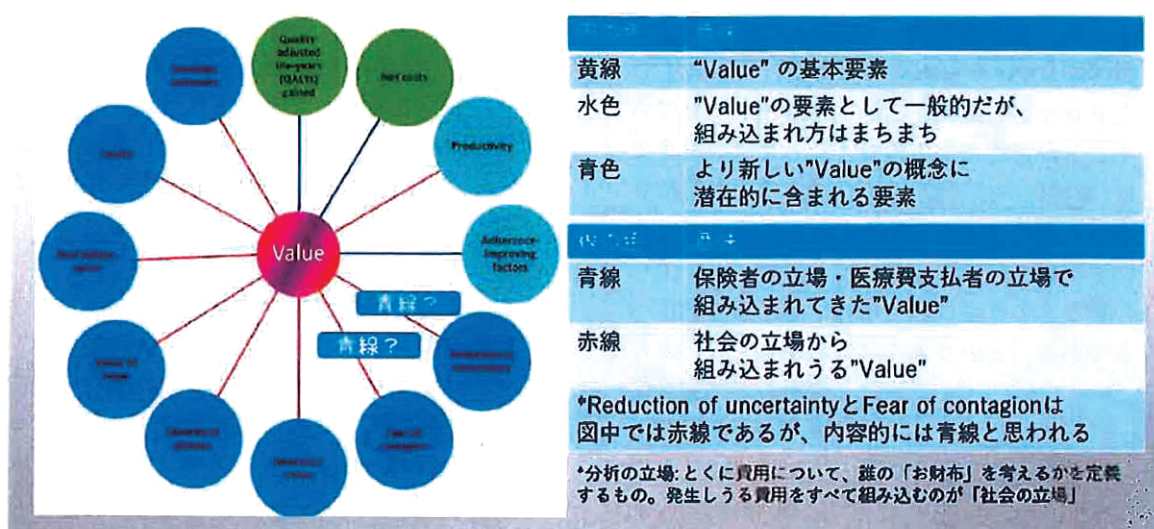 Quality-
adjusted
life-years
(QALYs)
gained
Net costs
Productivity
Adherence-
improving
factors
Reduction in
uncertainty
Fear of
contagion
Value of
hope
Value
青線？
青線？
黄緑 “Value” の基本要素
水色 ”Value”の要素として一般的だが、
組み込まれ方はまちまち
青色 より新しい”Value”の概念に
潜在的に含まれる要素
青線 保険者の立場・医療費支払者の立場で
組み込まれてきた”Value”
赤線 社会の立場から
組み込まれうる”Value”
*Reduction of uncertaintyとFear of contagionは
図中では赤線であるが、内容的には青線と思われる
*分析の立場: とくに費用について、誰の「お財布」を考えるかを定義
するもの。発生しうる費用をすべて組み込むのが「社会の立場」